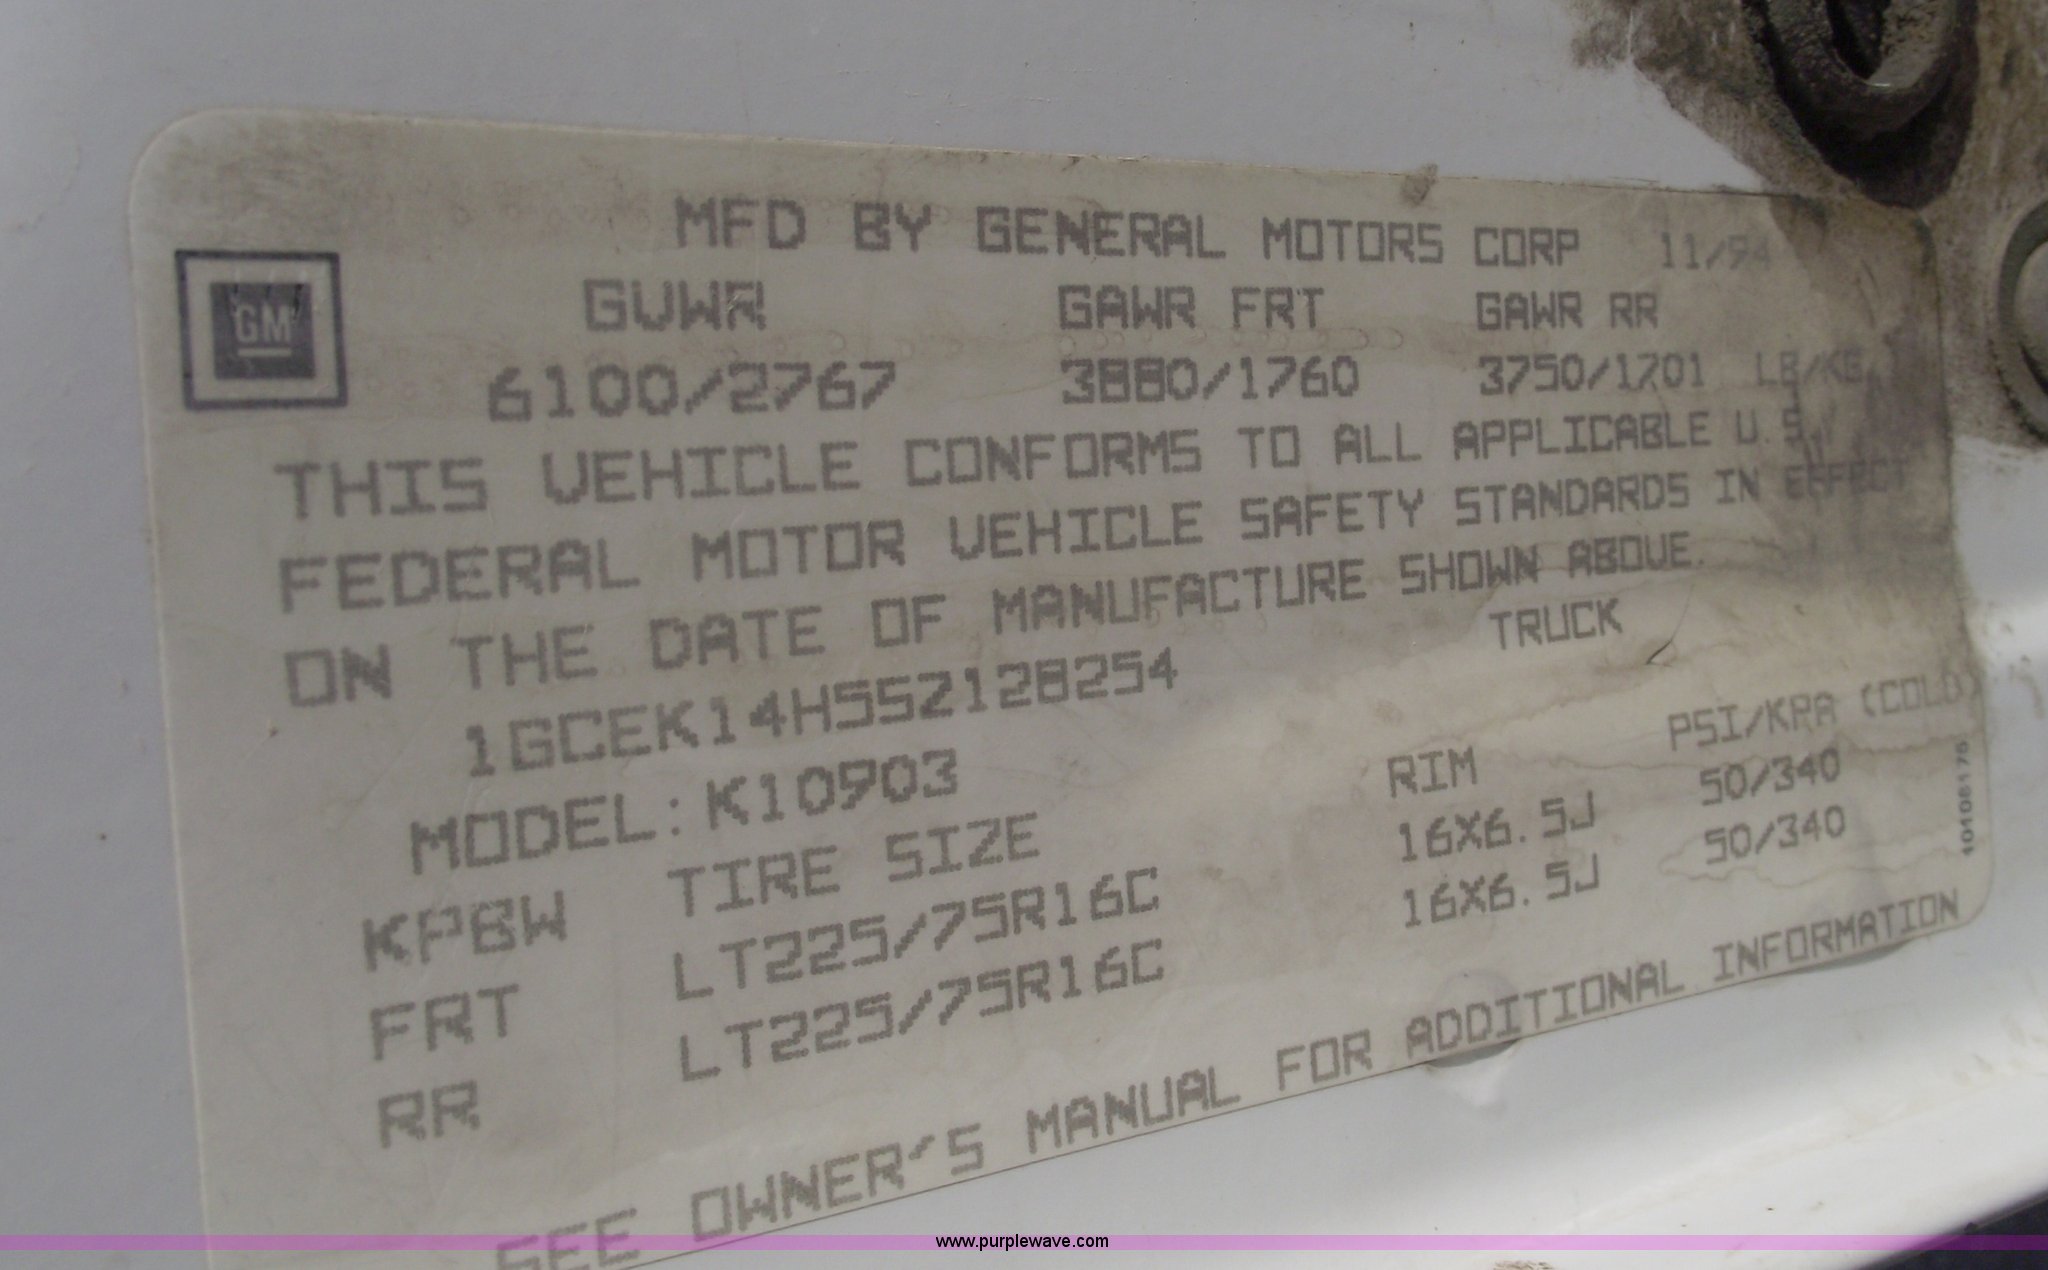 MFD BY GENERAL MOTORS CORP 11/94
GM
GVWR GAWR FRT GAWR RR
6100/2767 3880/1760 3750/1701 LB/KG
THIS VEHICLE CONFORMS TO ALL APPLICABLE U.S.
FEDERAL MOTOR VEHICLE SAFETY STANDARDS IN EFFECT
ON THE DATE OF MANUFACTURE SHOWN ABOVE.
1GCEK14H5SZ128254 TRUCK
MODEL: K10903
KPBW TIRE SIZE RIM PSI/KPA (COLD)
FRT LT225/75R16C 16X6.5J 50/340
RR LT225/75R16C 16X6.5J 50/340
SEE OWNER'S MANUAL FOR ADDITIONAL INFORMATION
10108175
www.purplewave.com